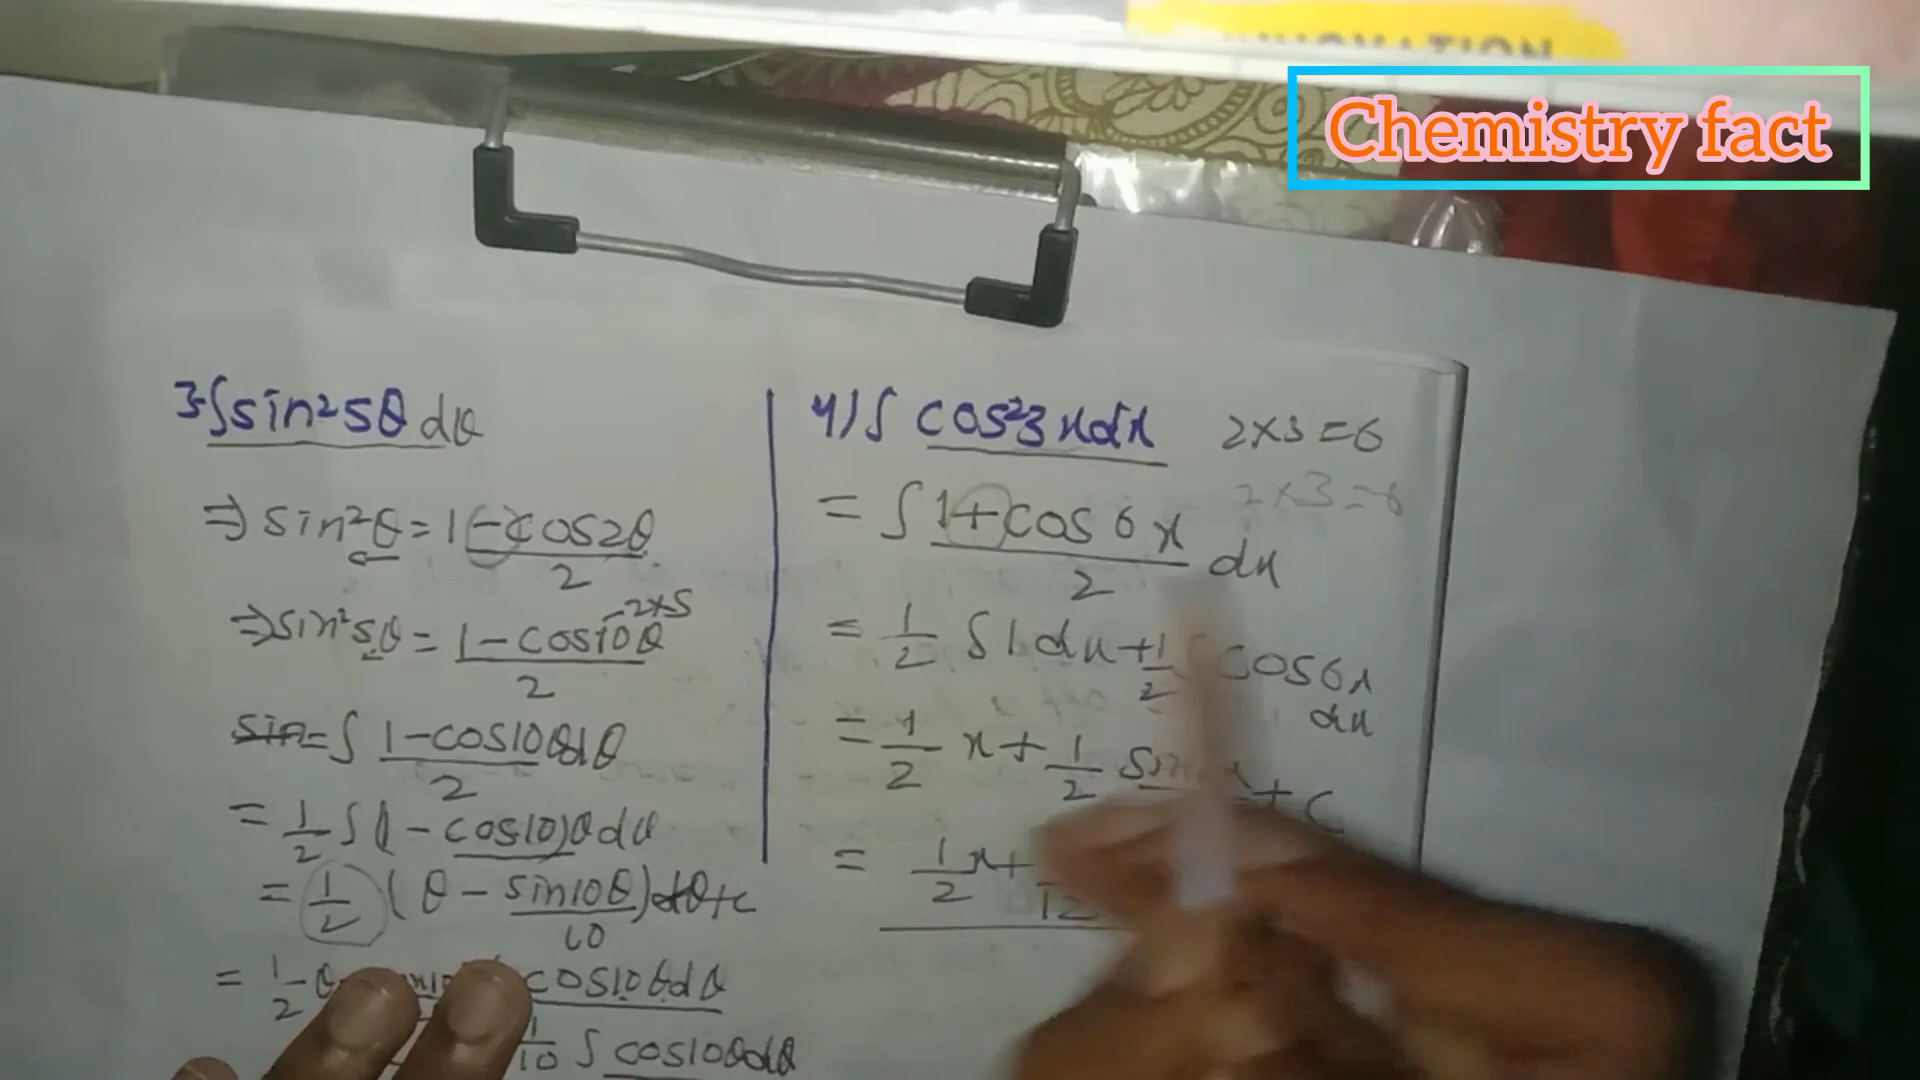 INNOVATION
Chemistry fact
3. ∫sin²5θ dθ
⇒ sin²θ = 1 - cos2θ
2
⇒ sin²5θ = 1 - cos10θ 2×5
2
sin = ∫ 1 - cos10θ dθ
2
= 1/2 ∫(1 - cos10)θ dθ
= 1/2 (θ - sin10θ) dθ + c
10
= 1/2 θ cos10θ dθ
1/10 ∫ cos10θ dθ
4) ∫ cos²3x dx 2×3=6
2×3=6
= ∫ 1 + cos 6x dx
2
= 1/2 ∫1 dx + 1/2 cos6x
dx
= 1/2 x + 1/2 + C
= 1/2 x + 12